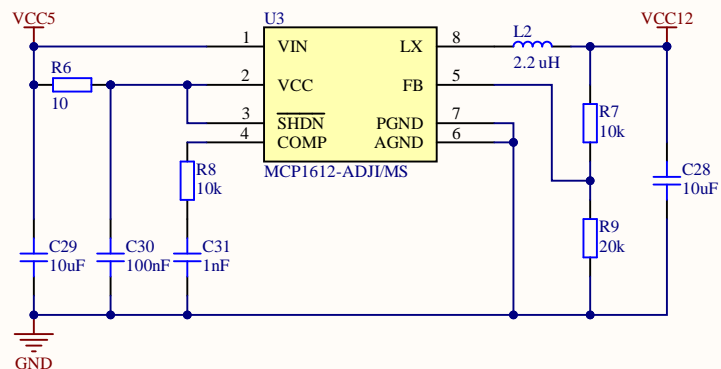 VCC5
U3
L2
VCC12
1
VIN
LX
8
2.2 uH
R6
10
2
VCC
FB
5
3
SHDN
PGND
7
R7
10k
4
COMP
AGND
6
MCP1612-ADJI/MS
R8
10k
C28
10uF
R9
20k
C29
10uF
C30
100nF
C31
1nF
GND